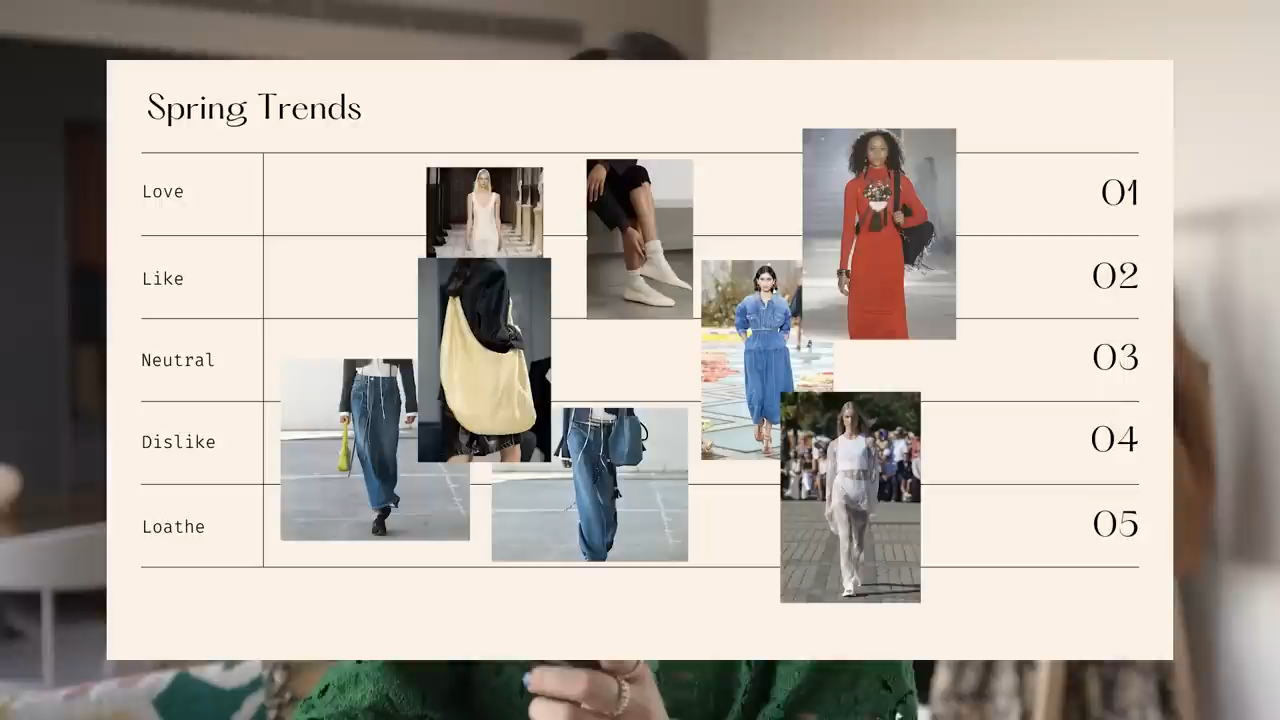 Spring Trends
Love 01
Like 02
Neutral 03
Dislike 04
Loathe 05